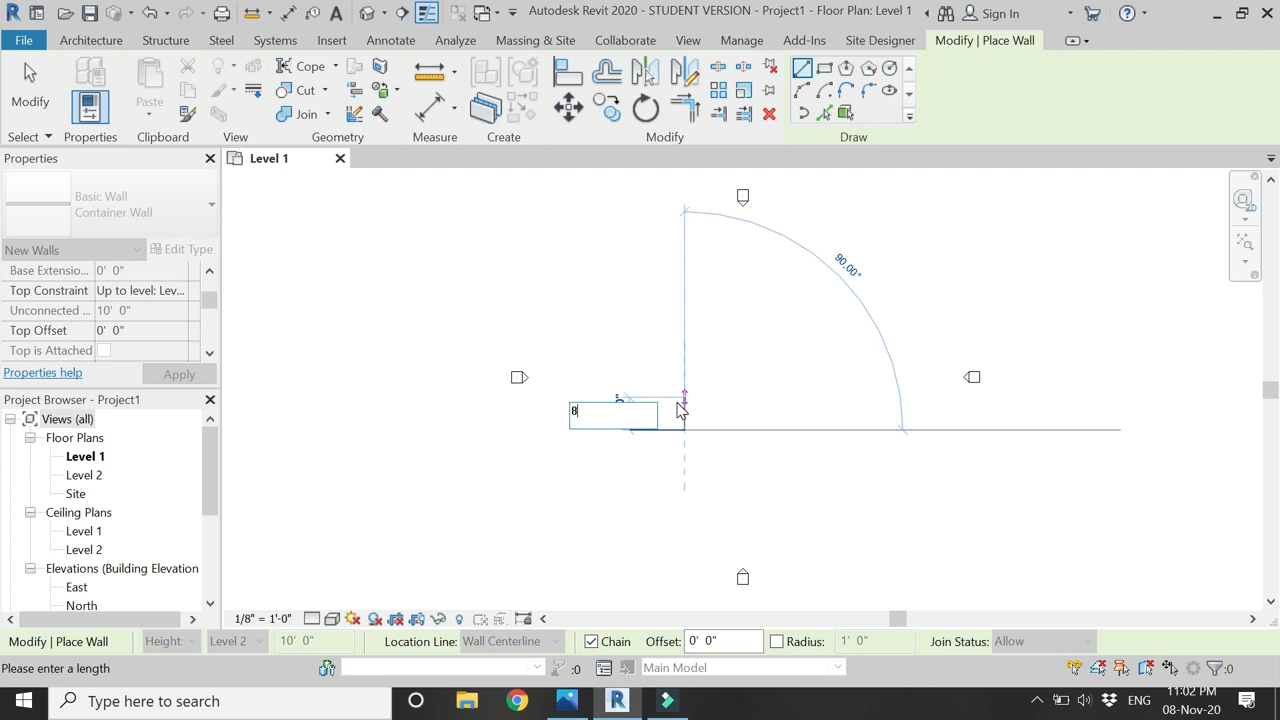 Autodesk Revit 2020 - STUDENT VERSION - Project1 - Floor Plan: Level 1
Sign In
File Architecture Structure Steel Systems Insert Annotate Analyze Massing & Site Collaborate View Manage Add-Ins Site Designer Modify | Place Wall
Modify
Paste
Cope
Cut
Join
Select Properties Clipboard View Geometry Measure Create Modify Draw
Properties
Level 1
Basic Wall
Container Wall
New Walls Edit Type
Base Extensio... 0' 0"
Top Constraint Up to level: Lev...
Unconnected ... 10' 0"
Top Offset 0' 0"
Top is Attached
Properties help Apply
Project Browser - Project1
Views (all)
Floor Plans
Level 1
Level 2
Site
Ceiling Plans
Level 1
Level 2
Elevations (Building Elevation
East
North
90.00°
8
2D
1/8" = 1'-0"
Modify | Place Wall Height: Level 2 10' 0" Location Line: Wall Centerline Chain Offset: 0' 0" Radius: 1' 0" Join Status: Allow
Please enter a length :0 Main Model :0
Type here to search
ENG
11:02 PM
08-Nov-20